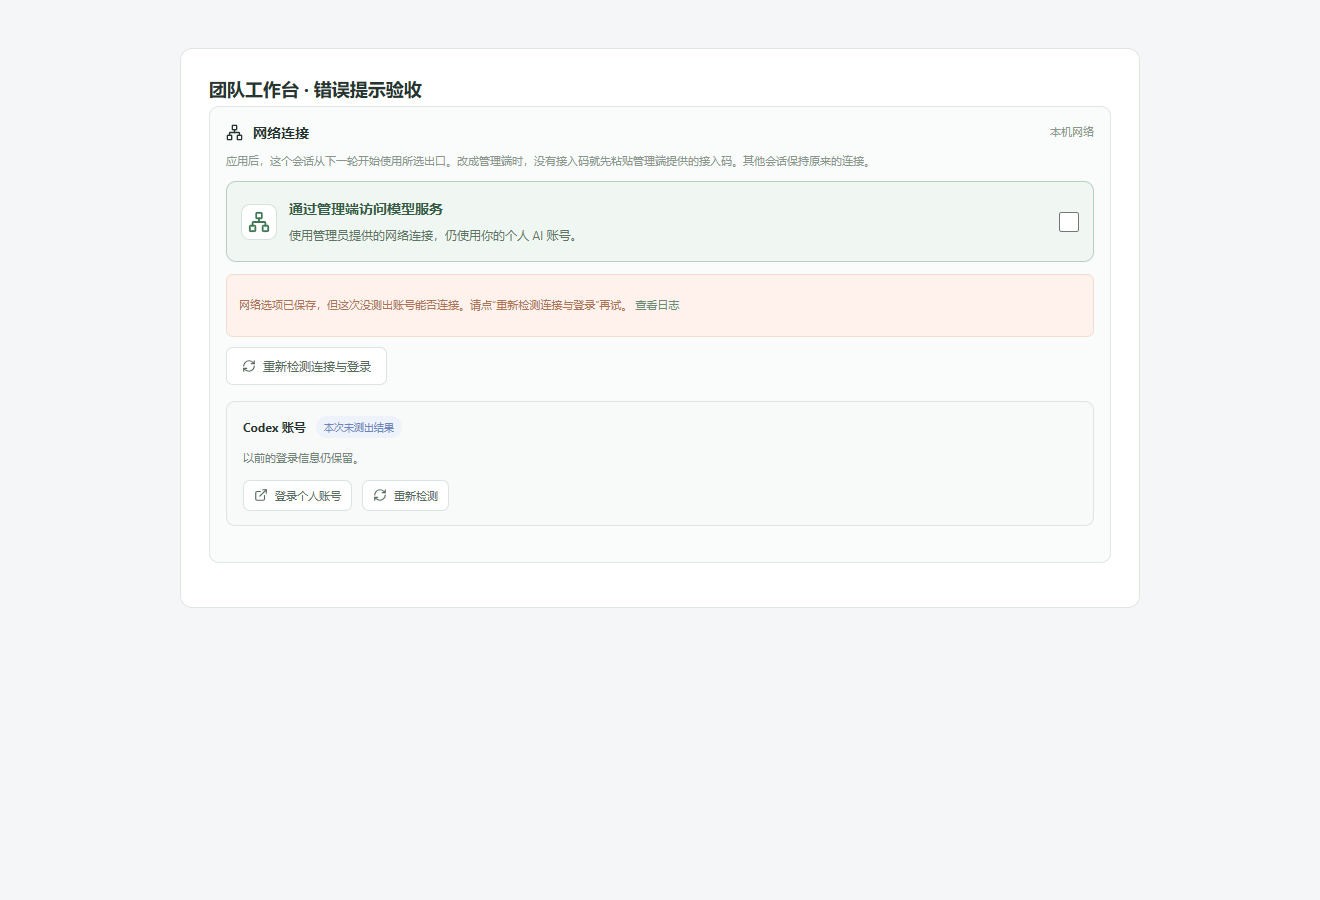 团队工作台 · 错误提示验收
网络连接
本机网络
应用后，这个会话从下一轮开始使用所选出口。改成管理端时，没有接入码就先粘贴管理端提供的接入码。其他会话保持原来的连接。
通过管理端访问模型服务
使用管理员提供的网络连接，仍使用你的个人 AI 账号。
网络选项已保存，但这次没测出账号能否连接。请点“重新检测连接与登录”再试。 查看日志
重新检测连接与登录
Codex 账号 本次未测出结果
以前的登录信息仍保留。
登录个人账号 重新检测